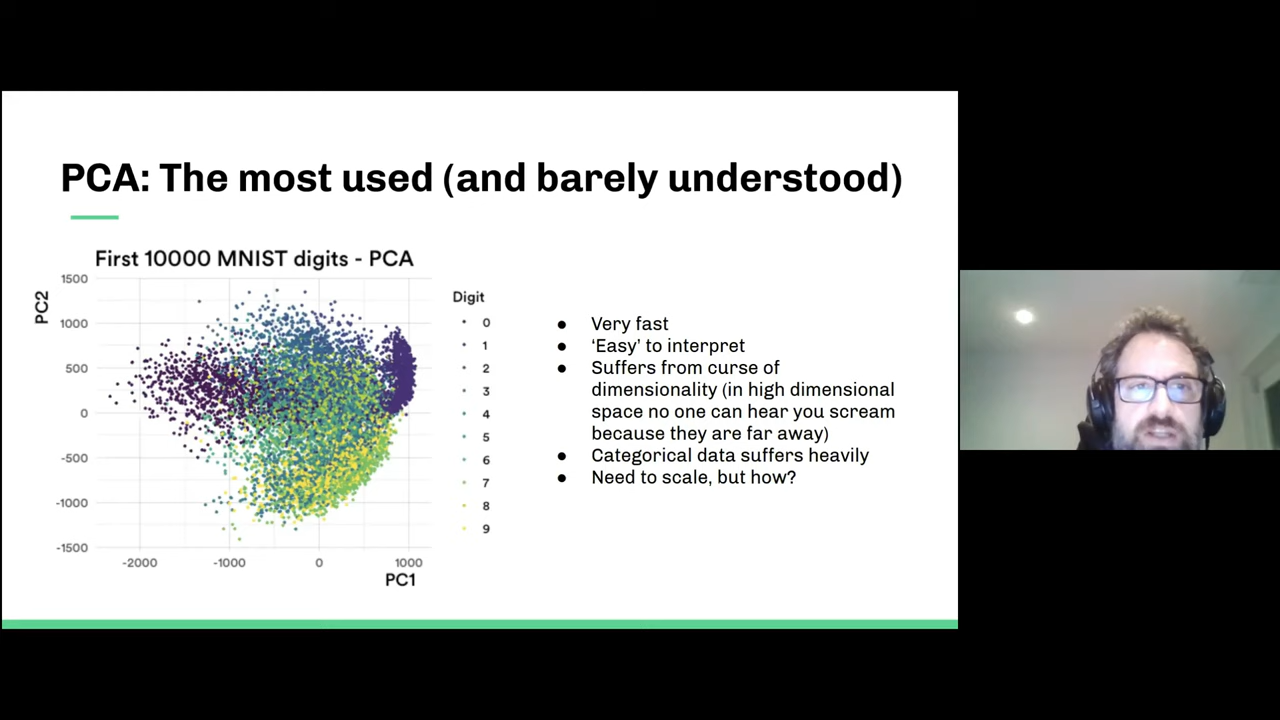 PCA: The most used (and barely understood)
First 10000 MNIST digits - PCA
PC2
1500
1000
500
0
-500
-1000
-1500
-2000
-1000
0
1000
PC1
Digit
0
1
2
3
4
5
6
7
8
9
● Very fast
● ‘Easy’ to interpret
● Suffers from curse of
dimensionality (in high dimensional
space no one can hear you scream
because they are far away)
● Categorical data suffers heavily
● Need to scale, but how?